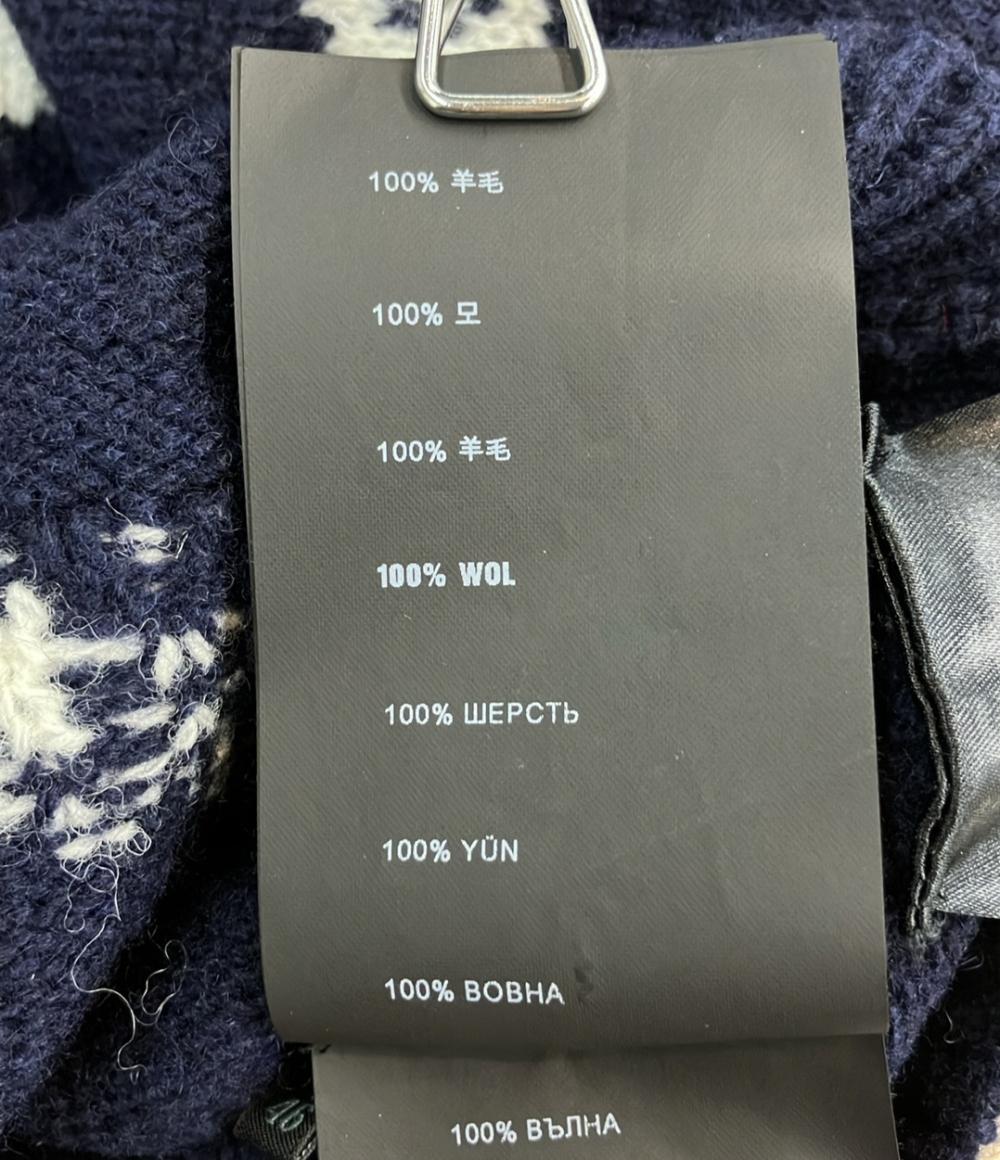 100% 羊毛
100% 모
100% 羊毛
100% WOL
100% ШЕРСТЬ
100% YÜN
100% ВОВНА
100% ВЪЛНА